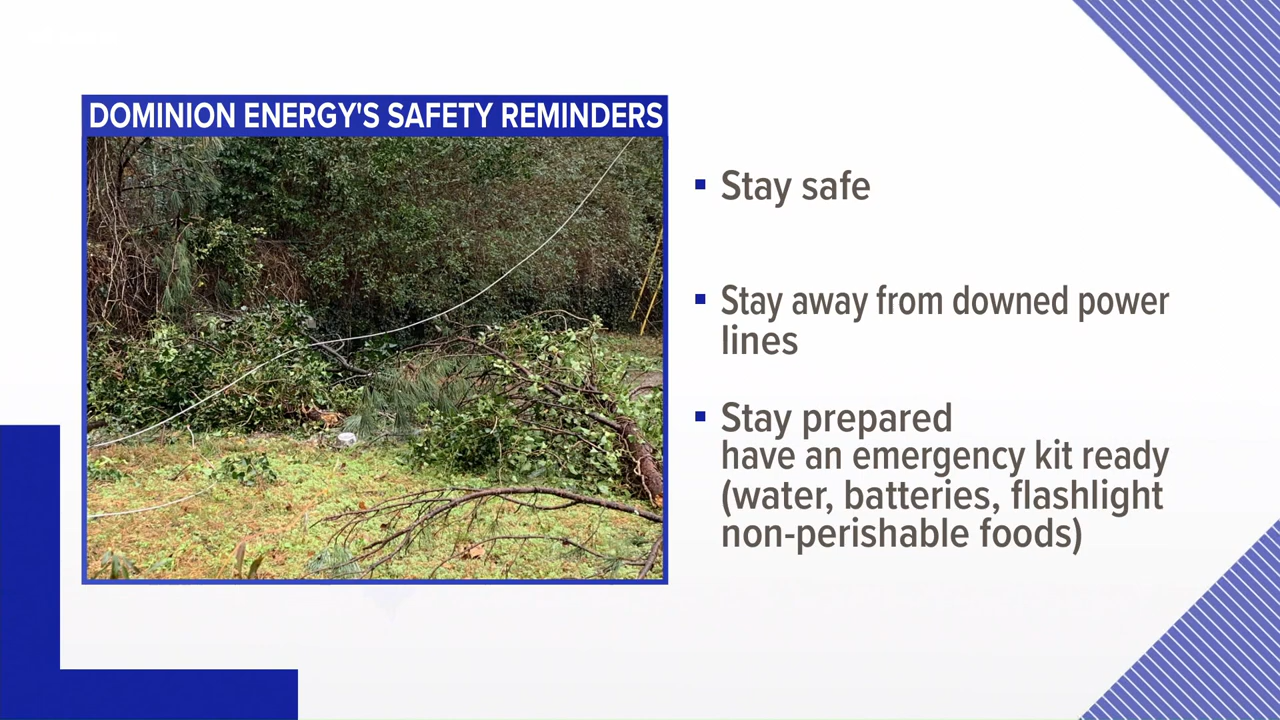 DOMINION ENERGY'S SAFETY REMINDERS
Stay safe
Stay away from downed power
lines
Stay prepared
have an emergency kit ready
(water, batteries, flashlight
non-perishable foods)